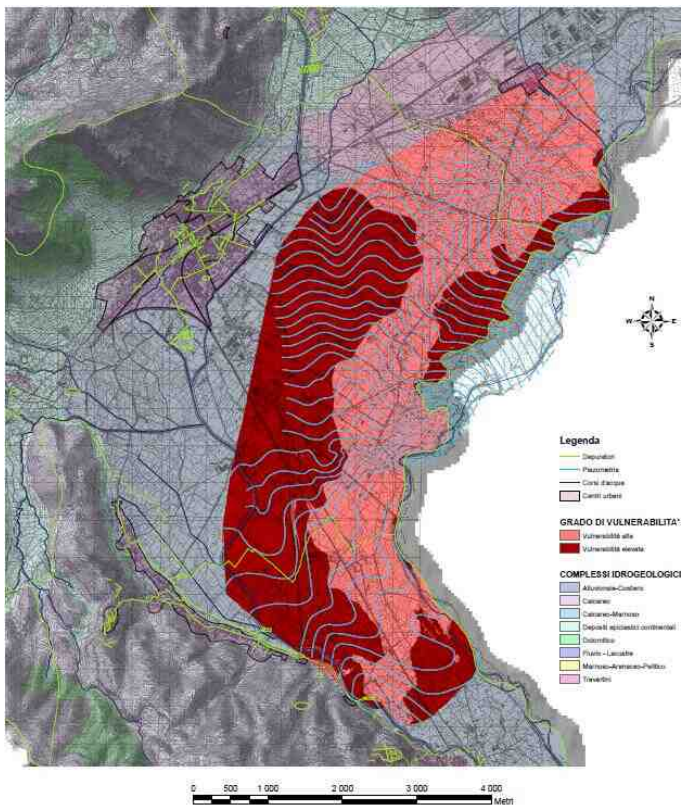 N
W E
S
Legenda
Depuratori
Piezometria
Corsi d'acqua
Centri urbani
GRADO DI VULNERABILITA'
Vulnerabilità alta
Vulnerabilità elevata
COMPLESSI IDROGEOLOGICI
Alluvionale-Costiero
Calcareo
Calcareo-Marnoso
Depositi epiclastici continentali
Dolomitico
Fluvio - Lacustre
Marnoso-Arenaceo-Pelitico
Travertini
0 500 1 000 2 000 3 000 4 000
Metri